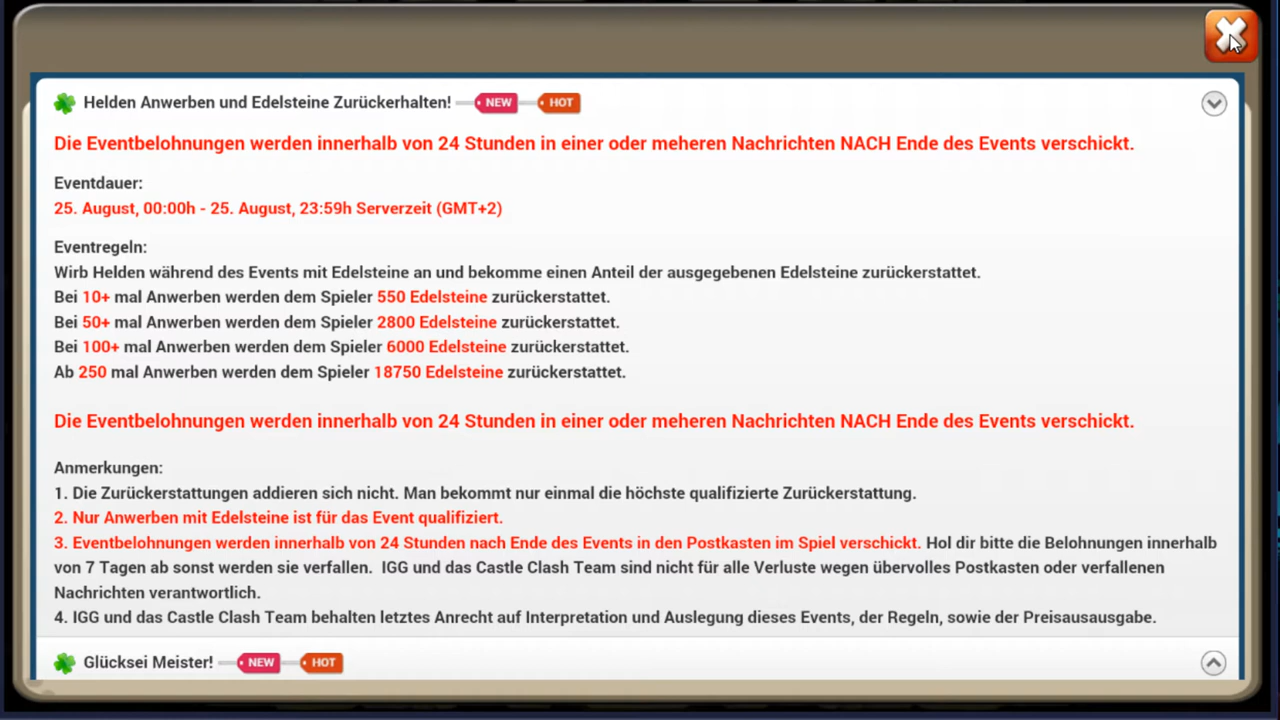 Helden Anwerben und Edelsteine Zurückerhalten! NEW HOT
Die Eventbelohnungen werden innerhalb von 24 Stunden in einer oder meheren Nachrichten NACH Ende des Events verschickt.
Eventdauer:
25. August, 00:00h - 25. August, 23:59h Serverzeit (GMT+2)
Eventregeln:
Wirb Helden während des Events mit Edelsteine an und bekomme einen Anteil der ausgegebenen Edelsteine zurückerstattet.
Bei 10+ mal Anwerben werden dem Spieler 550 Edelsteine zurückerstattet.
Bei 50+ mal Anwerben werden dem Spieler 2800 Edelsteine zurückerstattet.
Bei 100+ mal Anwerben werden dem Spieler 6000 Edelsteine zurückerstattet.
Ab 250 mal Anwerben werden dem Spieler 18750 Edelsteine zurückerstattet.
Die Eventbelohnungen werden innerhalb von 24 Stunden in einer oder meheren Nachrichten NACH Ende des Events verschickt.
Anmerkungen:
1. Die Zurückerstattungen addieren sich nicht. Man bekommt nur einmal die höchste qualifizierte Zurückerstattung.
2. Nur Anwerben mit Edelsteine ist für das Event qualifiziert.
3. Eventbelohnungen werden innerhalb von 24 Stunden nach Ende des Events in den Postkasten im Spiel verschickt. Hol dir bitte die Belohnungen innerhalb
von 7 Tagen ab sonst werden sie verfallen. IGG und das Castle Clash Team sind nicht für alle Verluste wegen übervolles Postkasten oder verfallenen
Nachrichten verantwortlich.
4. IGG und das Castle Clash Team behalten letztes Anrecht auf Interpretation und Auslegung dieses Events, der Regeln, sowie der Preisausausgabe.
Glücksei Meister! NEW HOT